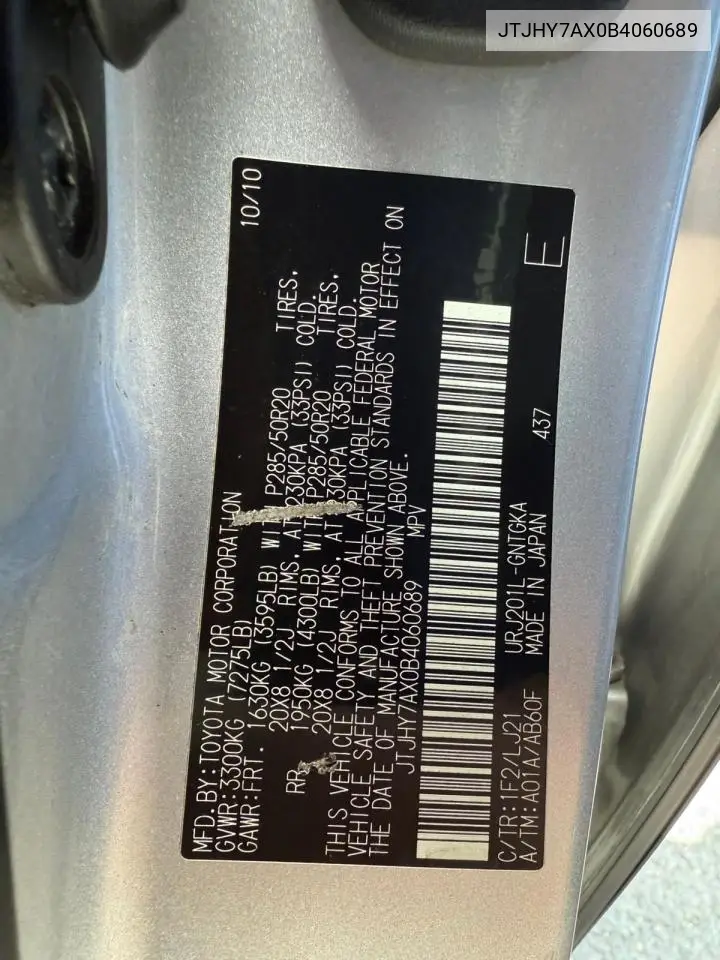 JTJHY7AX0B4060689
MFD.BY:TOYOTA MOTOR CORPORATION 10/10
GVWR:3300KG (7275LB)
GAWR:FRT. 1630KG (3595LB) WITH P285/50R20 TIRES,
20X8 1/2J RIMS, AT 230KPA (33PSI) COLD.
RR. 1950KG (4300LB) WITH P285/50R20 TIRES,
20X8 1/2J RIMS, AT 230KPA (33PSI) COLD.
THIS VEHICLE CONFORMS TO ALL APPLICABLE FEDERAL MOTOR
VEHICLE SAFETY AND THEFT PREVENTION STANDARDS IN EFFECT ON
THE DATE OF MANUFACTURE SHOWN ABOVE.
JTJHY7AX0B4060689 MPV
C/TR:1F2/LJ21 URJ201L-GNTGKA
A/TM:A01A/AB60F MADE IN JAPAN 437 E